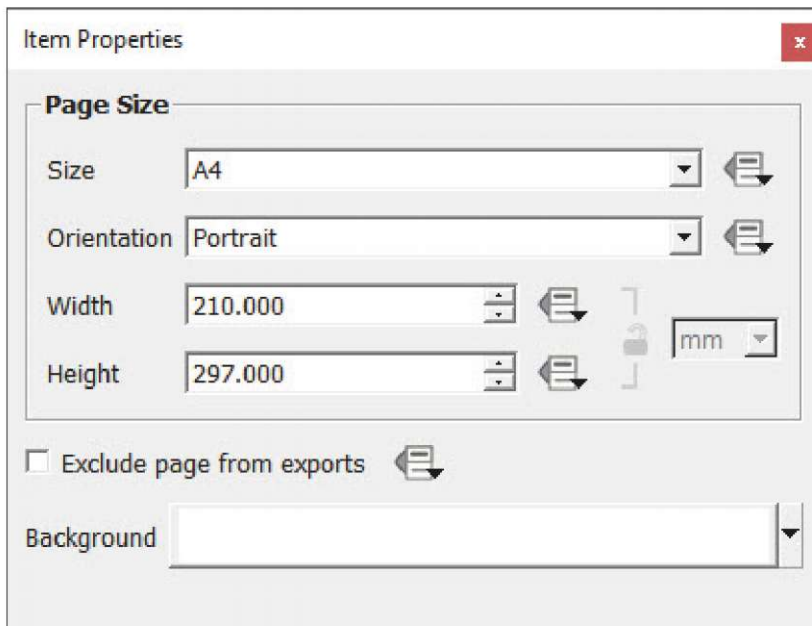 Item Properties
x
Page Size
Size A4
Orientation Portrait
Width 210.000
mm
Height 297.000
Exclude page from exports
Background